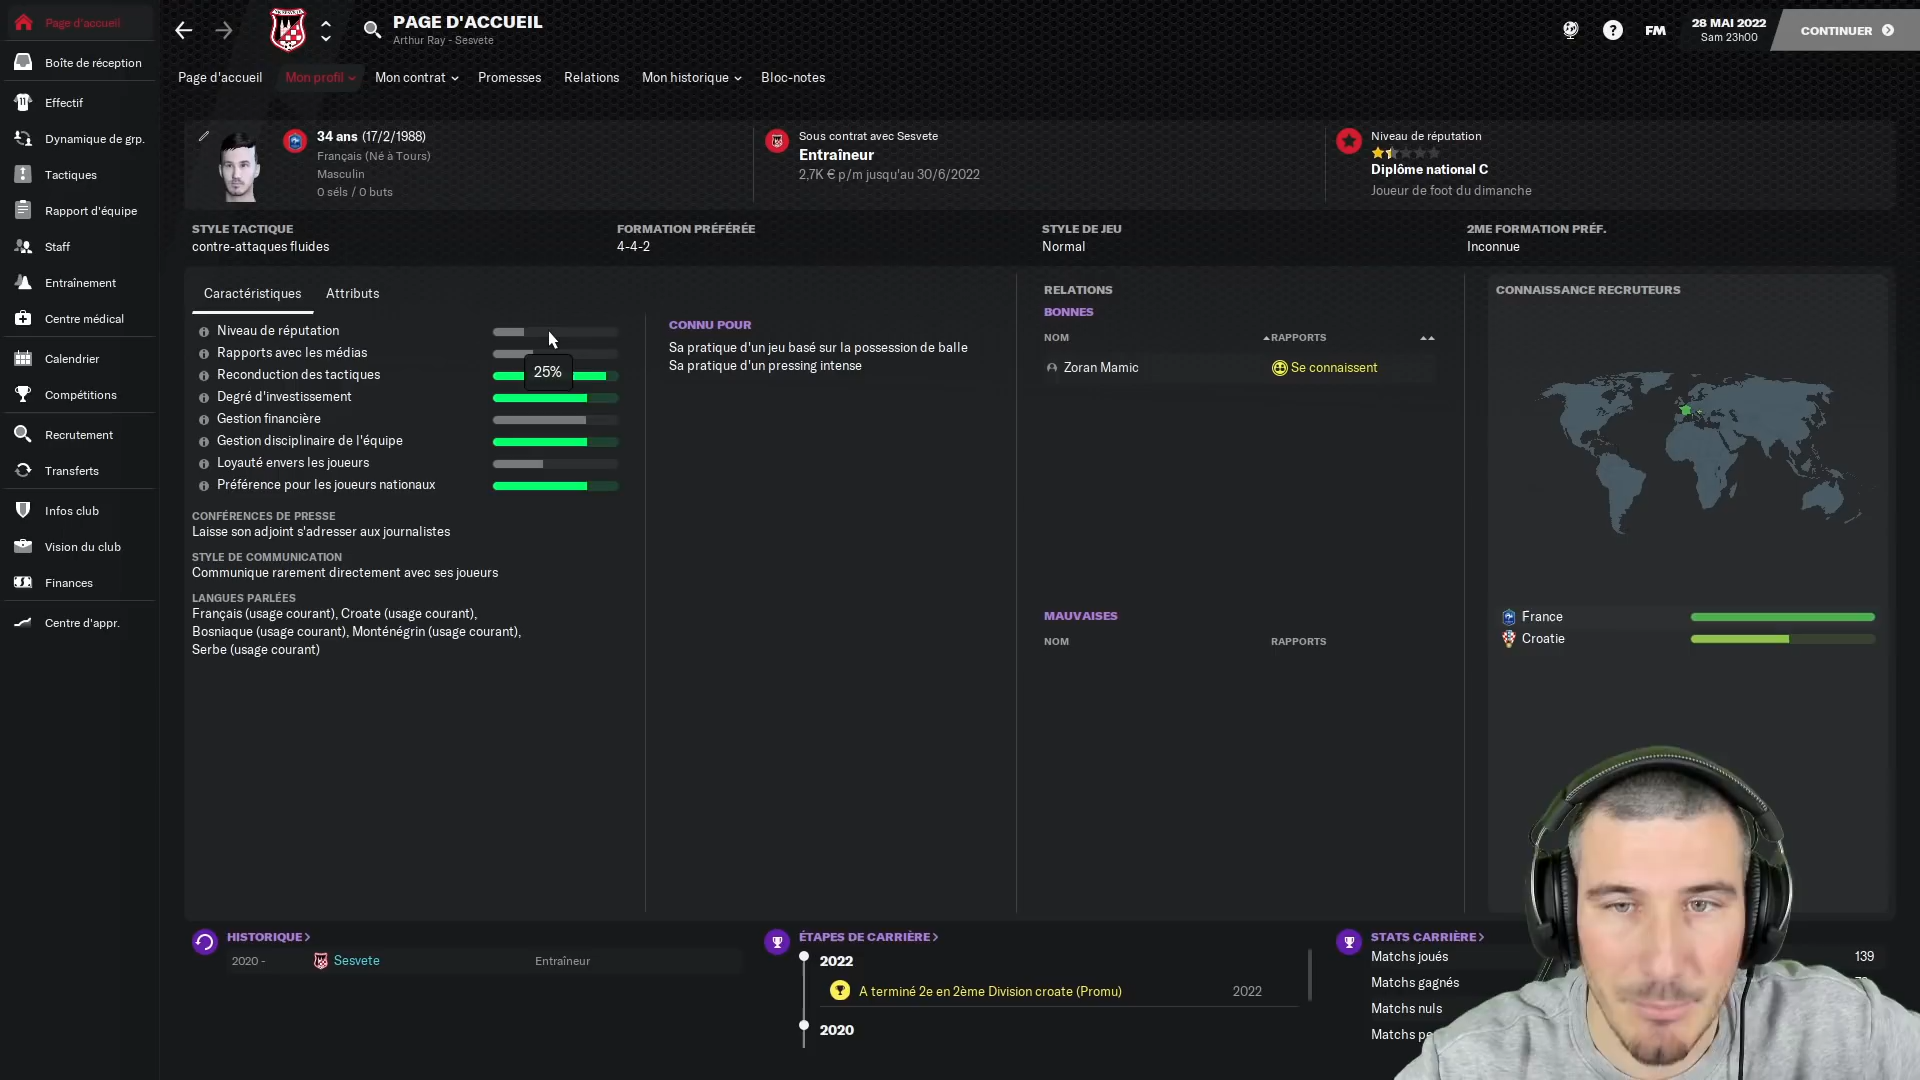 Page d'accueil
Boîte de réception
Effectif
Dynamique de grp.
Tactiques
Rapport d'équipe
Staff
Entraînement
Centre médical
Calendrier
Compétitions
Recrutement
Transferts
Infos club
Vision du club
Finances
Centre d'appr.
PAGE D'ACCUEIL
Arthur Ray - Sesvete
FM
28 MAI 2022
Sam 23h00
CONTINUER
Page d'accueil Mon profil Mon contrat Promesses Relations Mon historique Bloc-notes
34 ans (17/2/1988)
Français (Né à Tours)
Masculin
0 séls / 0 buts
Sous contrat avec Sesvete
Entraîneur
2,7K € p/m jusqu'au 30/6/2022
Niveau de réputation
Diplôme national C
Joueur de foot du dimanche
STYLE TACTIQUE
contre-attaques fluides
FORMATION PRÉFÉRÉE
4-4-2
STYLE DE JEU
Normal
2ME FORMATION PRÉF.
Inconnue
Caractéristiques Attributs
Niveau de réputation
Rapports avec les médias
Reconduction des tactiques
25%
Degré d'investissement
Gestion financière
Gestion disciplinaire de l'équipe
Loyauté envers les joueurs
Préférence pour les joueurs nationaux
CONFÉRENCES DE PRESSE
Laisse son adjoint s'adresser aux journalistes
STYLE DE COMMUNICATION
Communique rarement directement avec ses joueurs
LANGUES PARLÉES
Français (usage courant), Croate (usage courant),
Bosniaque (usage courant), Monténégrin (usage courant),
Serbe (usage courant)
CONNU POUR
Sa pratique d'un jeu basé sur la possession de balle
Sa pratique d'un pressing intense
RELATIONS
BONNES
NOM RAPPORTS
Zoran Mamic Se connaissent
MAUVAISES
NOM RAPPORTS
CONNAISSANCE RECRUTEURS
France
Croatie
HISTORIQUE
2020 - Sesvete Entraîneur
ÉTAPES DE CARRIÈRE
2022
A terminé 2e en 2ème Division croate (Promu) 2022
2020
STATS CARRIÈRE
Matchs joués 139
Matchs gagnés
Matchs nuls
Matchs